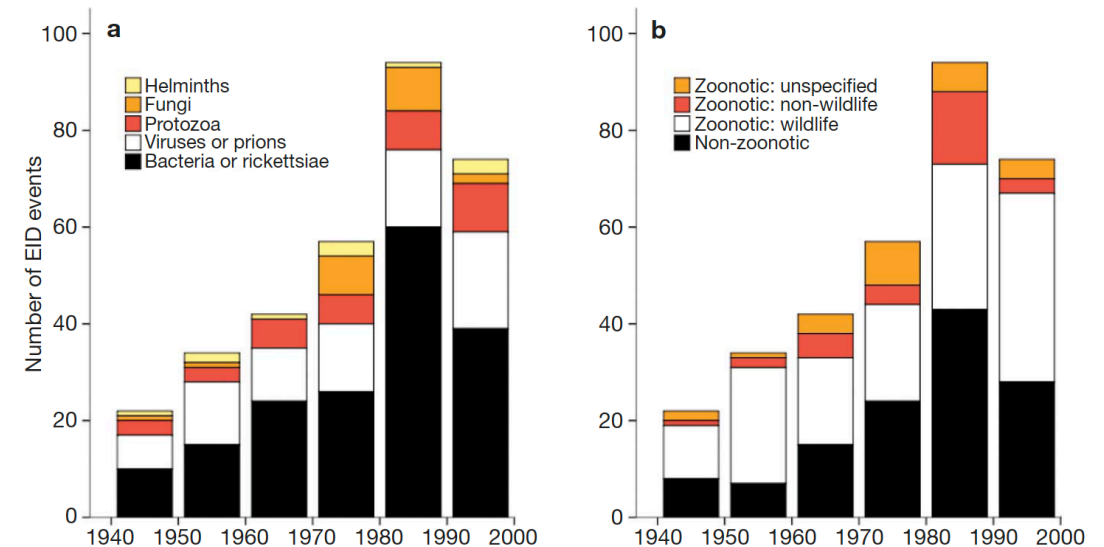 a
Number of EID events
100
80
60
40
20
0
Helminths
Fungi
Protozoa
Viruses or prions
Bacteria or rickettsiae
1940 1950 1960 1970 1980 1990 2000
b
100
80
60
40
20
0
Zoonotic: unspecified
Zoonotic: non-wildlife
Zoonotic: wildlife
Non-zoonotic
1940 1950 1960 1970 1980 1990 2000